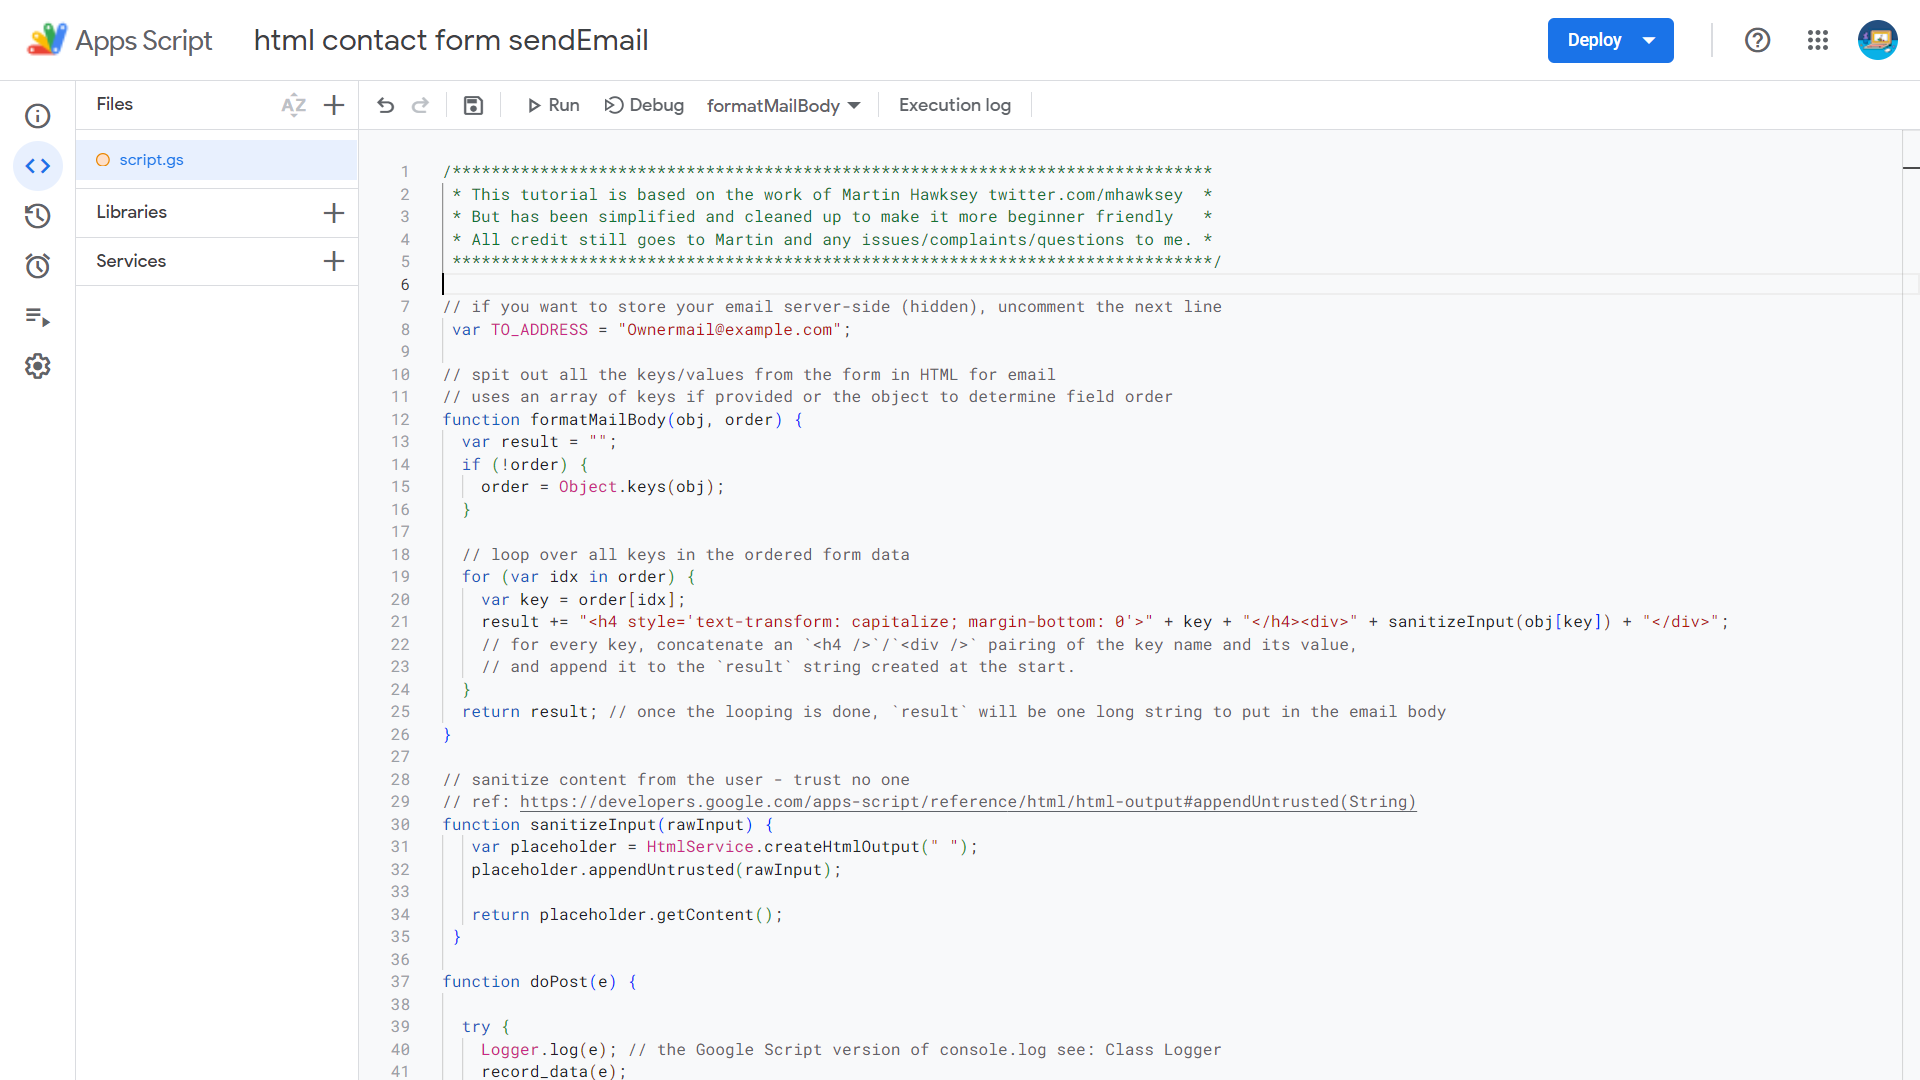 Apps Script
html contact form sendEmail
Deploy
Files
AZ
Run
Debug
formatMailBody
Execution log
script.gs
Libraries
Services
1 /******************************************************************************
2 * This tutorial is based on the work of Martin Hawksey twitter.com/mhawksey *
3 * But has been simplified and cleaned up to make it more beginner friendly *
4 * All credit still goes to Martin and any issues/complaints/questions to me. *
5 ******************************************************************************/
6
7 // if you want to store your email server-side (hidden), uncomment the next line
8 var TO_ADDRESS = "Ownermail@example.com";
9
10 // spit out all the keys/values from the form in HTML for email
11 // uses an array of keys if provided or the object to determine field order
12 function formatMailBody(obj, order) {
13 var result = "";
14 if (!order) {
15 order = Object.keys(obj);
16 }
17
18 // loop over all keys in the ordered form data
19 for (var idx in order) {
20 var key = order[idx];
21 result += "<h4 style='text-transform: capitalize; margin-bottom: 0'>" + key + "</h4><div>" + sanitizeInput(obj[key]) + "</div>";
22 // for every key, concatenate an `<h4 />`/`<div />` pairing of the key name and its value,
23 // and append it to the `result` string created at the start.
24 }
25 return result; // once the looping is done, `result` will be one long string to put in the email body
26 }
27
28 // sanitize content from the user - trust no one
29 // ref: https://developers.google.com/apps-script/reference/html/html-output#appendUntrusted(String)
30 function sanitizeInput(rawInput) {
31 var placeholder = HtmlService.createHtmlOutput(" ");
32 placeholder.appendUntrusted(rawInput);
33
34 return placeholder.getContent();
35 }
36
37 function doPost(e) {
38
39 try {
40 Logger.log(e); // the Google Script version of console.log see: Class Logger
41 record_data(e);